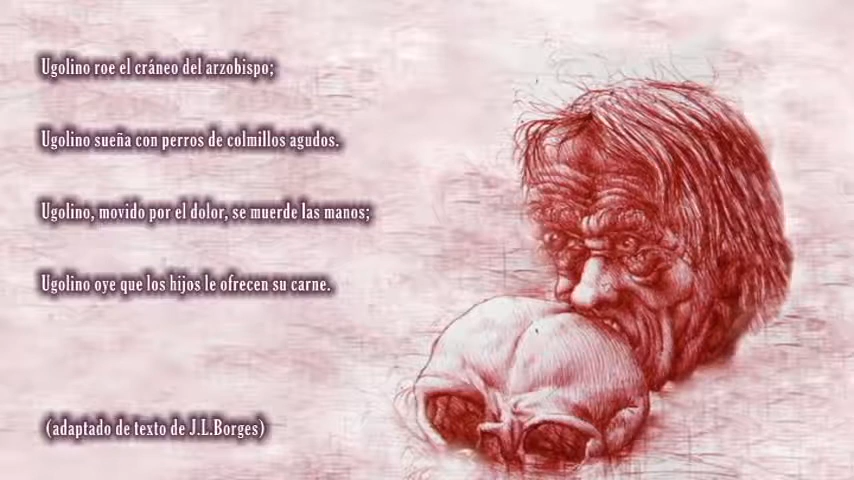 Ugolino roe el cráneo del arzobispo;
Ugolino sueña con perros de colmillos agudos.
Ugolino, movido por el dolor, se muerde las manos;
Ugolino oye que los hijos le ofrecen su carne.
(adaptado de texto de J.L.Borges)